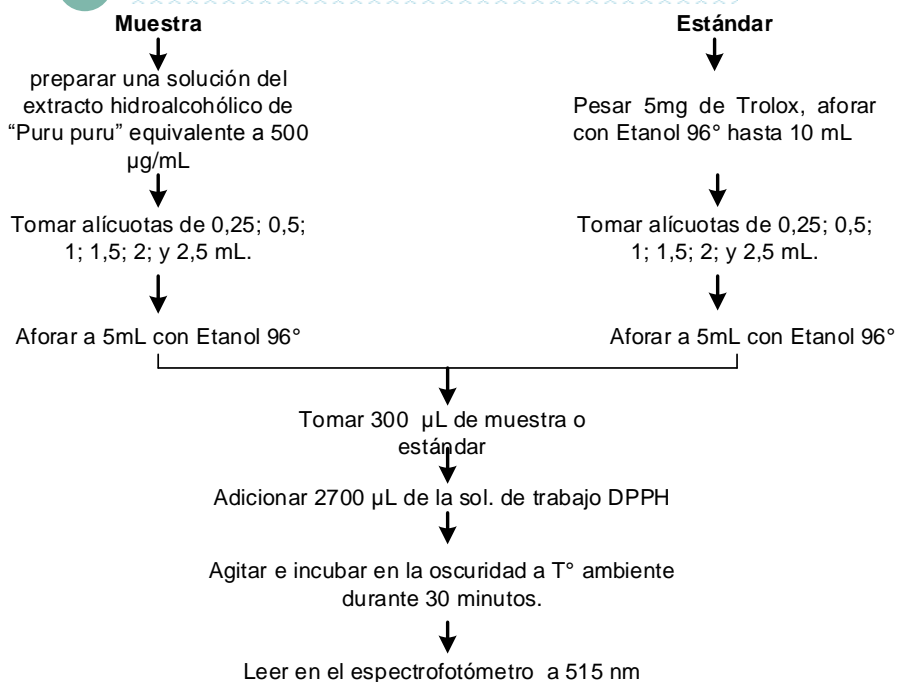 Muestra
preparar una solución del
extracto hidroalcohólico de
“Puru puru” equivalente a 500
µg/mL
Tomar alícuotas de 0,25; 0,5;
1; 1,5; 2; y 2,5 mL.
Aforar a 5mL con Etanol 96°
Estándar
Pesar 5mg de Trolox, aforar
con Etanol 96° hasta 10 mL
Tomar alícuotas de 0,25; 0,5;
1; 1,5; 2; y 2,5 mL.
Aforar a 5mL con Etanol 96°
Tomar 300 µL de muestra o
estándar
Adicionar 2700 µL de la sol. de trabajo DPPH
Agitar e incubar en la oscuridad a T° ambiente
durante 30 minutos.
Leer en el espectrofotómetro a 515 nm